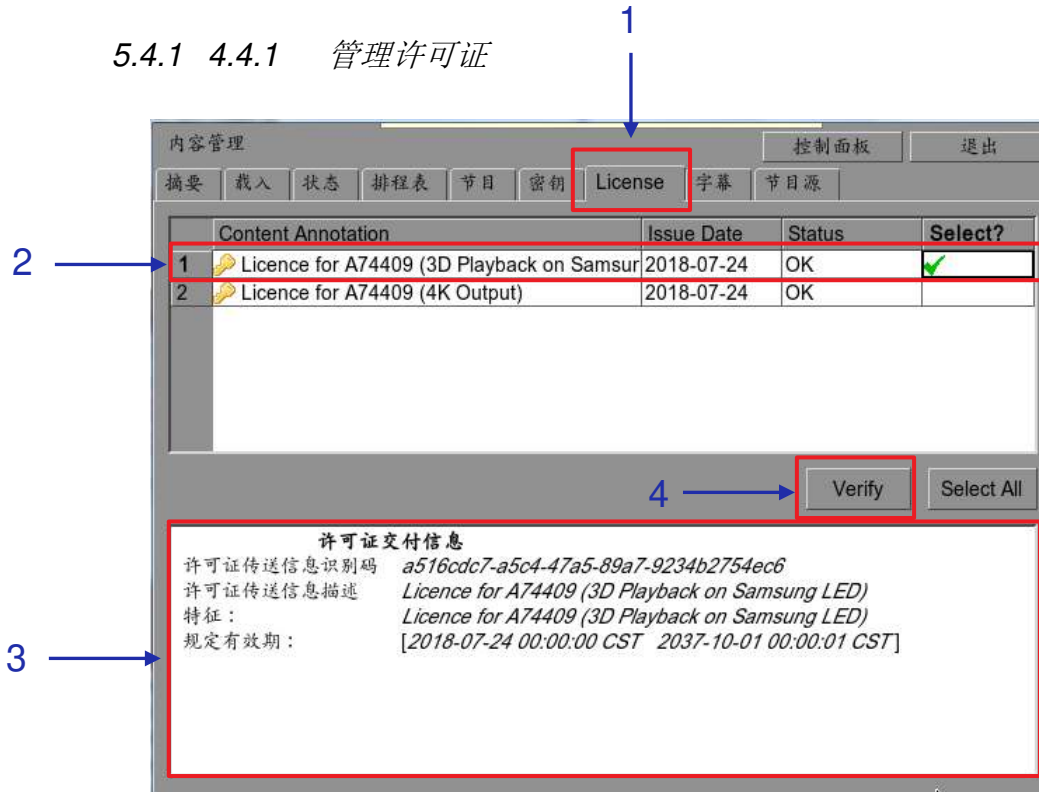 1
5.4.1 4.4.1 管理许可证
内容管理 控制面板 退出
摘要 载入 状态 排程表 节目 密钥 License 字幕 节目源
Content Annotation Issue Date Status Select?
2
1 Licence for A74409 (3D Playback on Samsur 2018-07-24 OK
2 Licence for A74409 (4K Output) 2018-07-24 OK
4 Verify Select All
许可证交付信息
许可证传送信息识别码 a516cdc7-a5c4-47a5-89a7-9234b2754ec6
许可证传送信息描述 Licence for A74409 (3D Playback on Samsung LED)
特征： Licence for A74409 (3D Playback on Samsung LED)
规定有效期： [2018-07-24 00:00:00 CST 2037-10-01 00:00:01 CST]
3